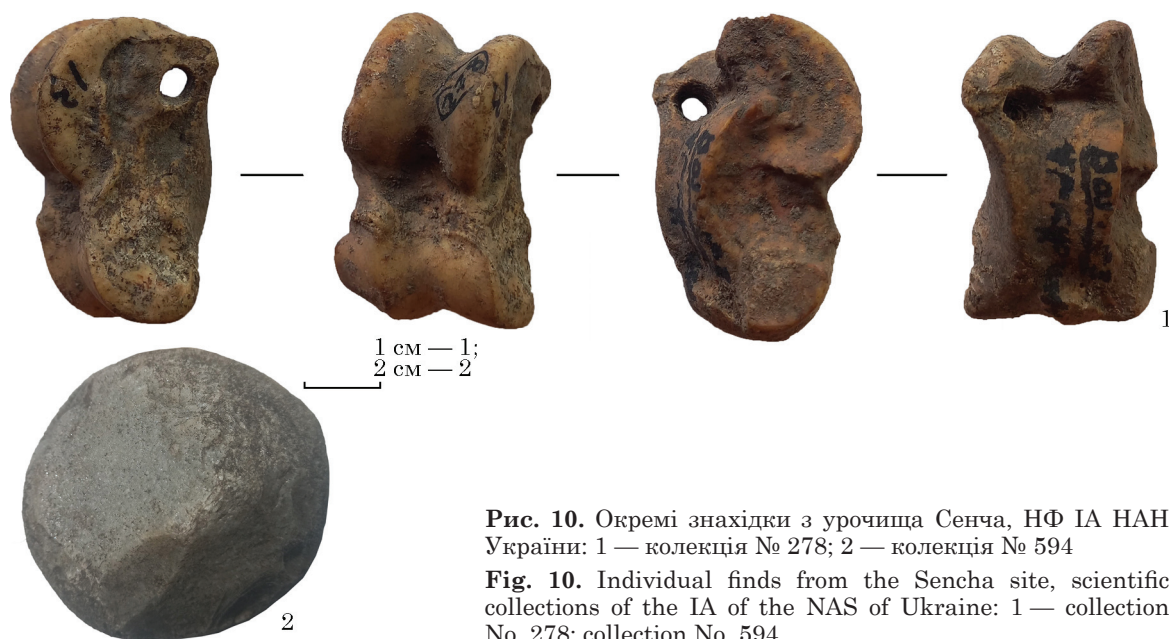 1
1 см — 1;
2 см — 2
2
Рис. 10. Окремі знахідки з урочища Сенча, НФ ІА НАН
України: 1 — колекція № 278; 2 — колекція № 594
Fig. 10. Individual finds from the Sencha site, scientific
collections of the IA of the NAS of Ukraine: 1 — collection
No. 278; collection No. 594